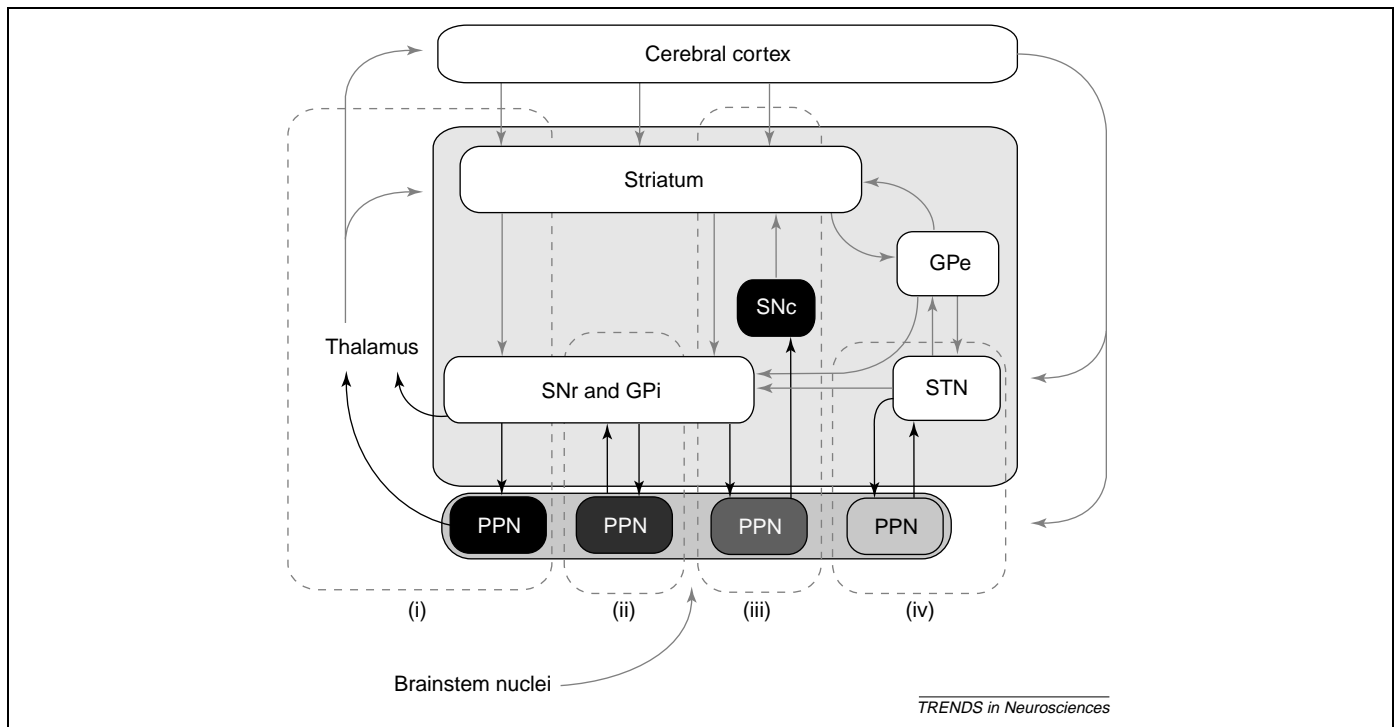 Cerebral cortex
Striatum
GPe
SNc
Thalamus
SNr and GPi
STN
PPN
PPN
PPN
PPN
(i)
(ii)
(iii)
(iv)
Brainstem nuclei
TRENDS in Neurosciences